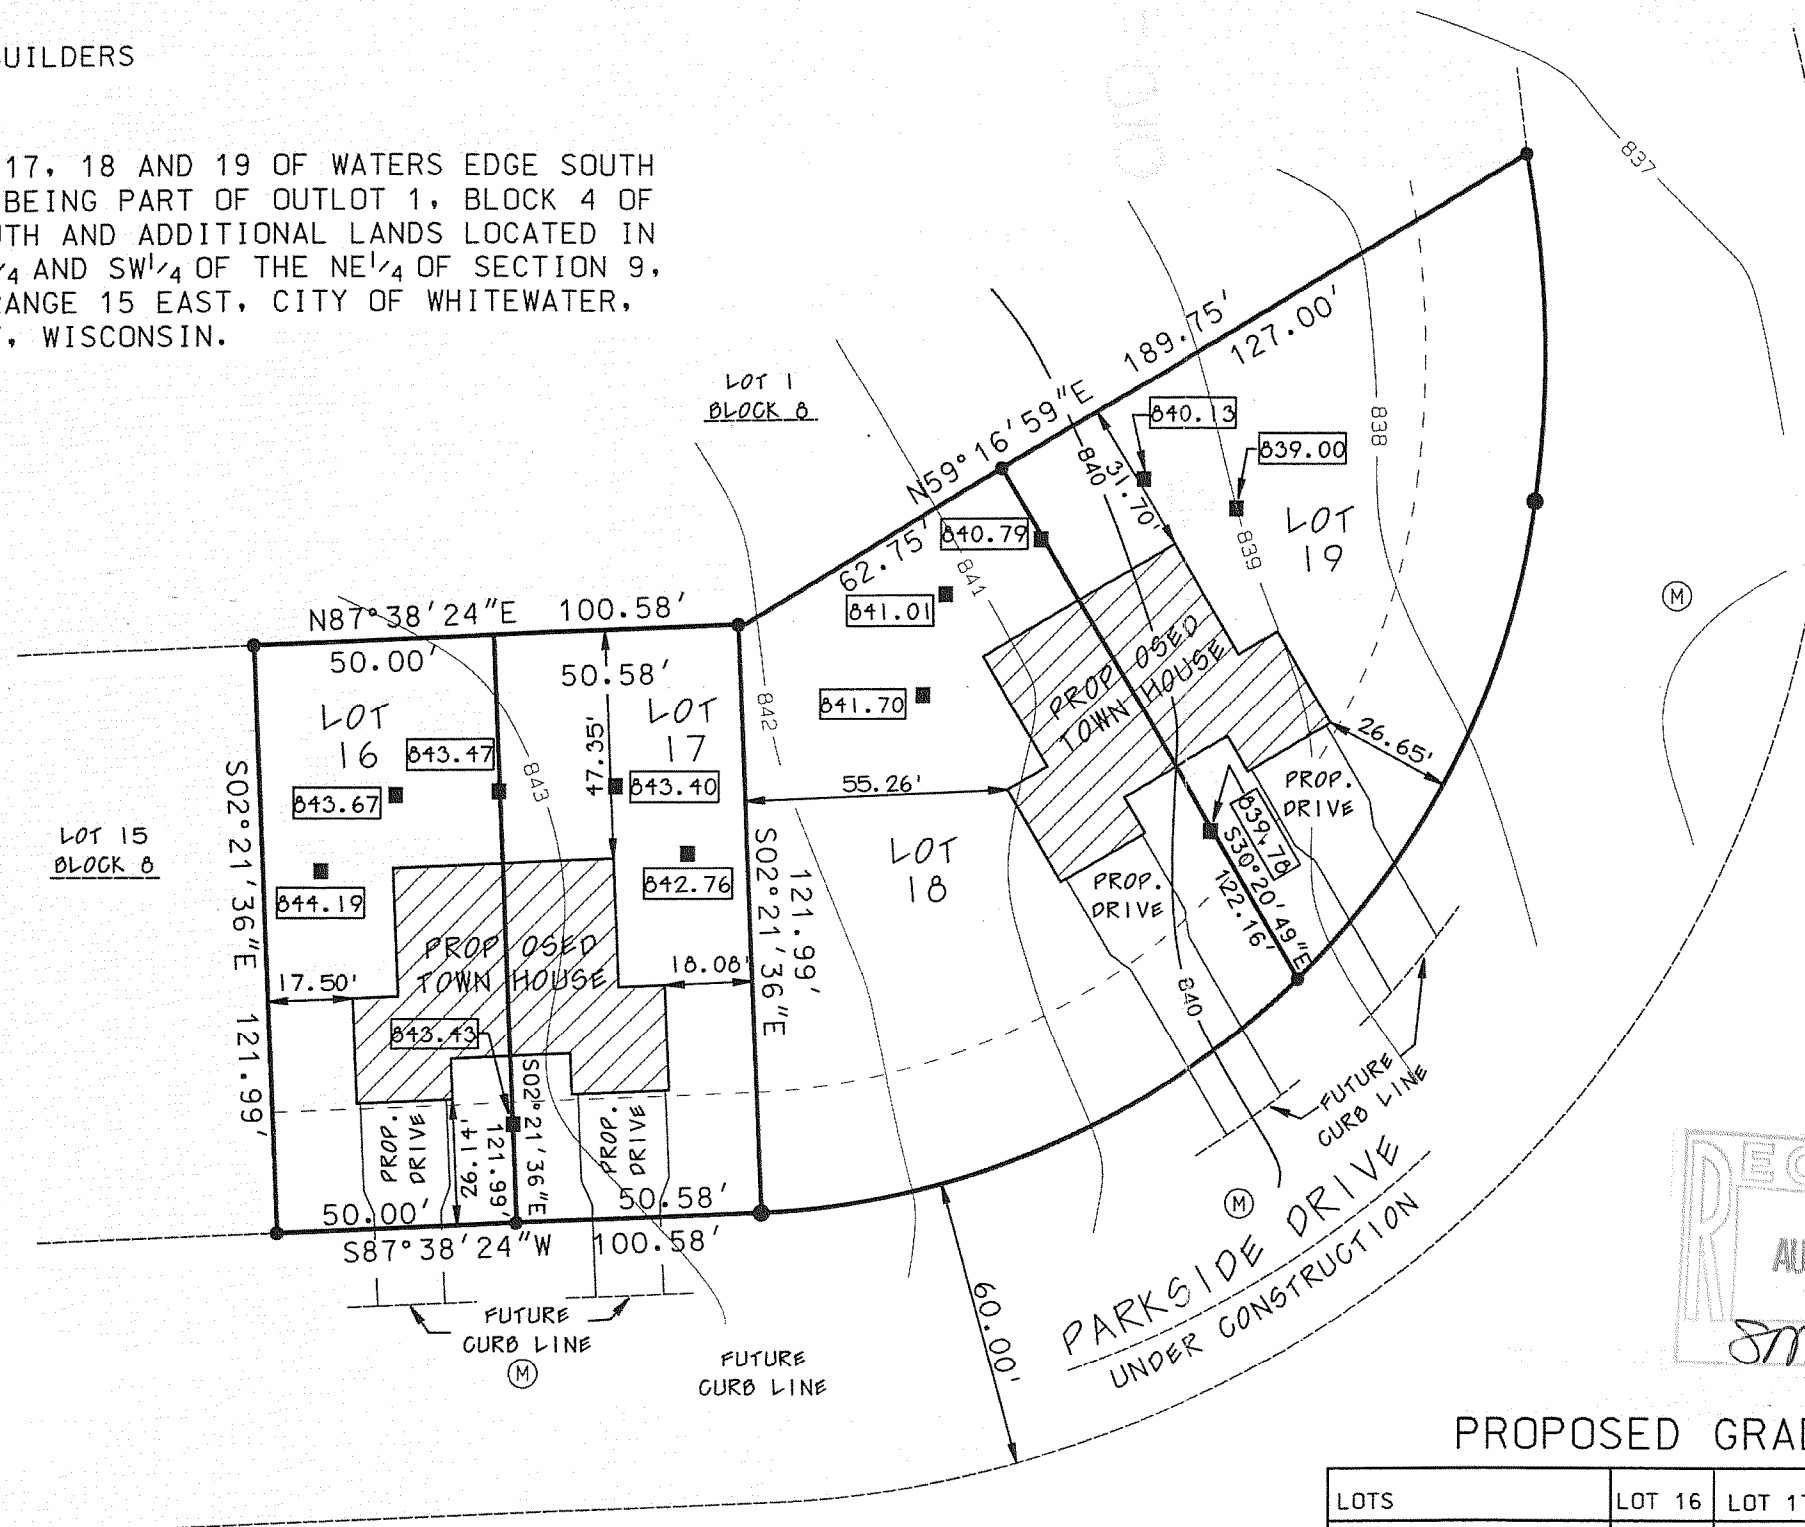 UILDERS
17, 18 AND 19 OF WATERS EDGE SOUTH
BEING PART OF OUTLOT 1, BLOCK 4 OF
TH AND ADDITIONAL LANDS LOCATED IN
1/4 AND SW1/4 OF THE NE1/4 OF SECTION 9,
RANGE 15 EAST, CITY OF WHITEWATER,
, WISCONSIN.
837
LOT 1
BLOCK 8
N59°16'59"E
189.75'
127.00'
62.75'
840.13
839.00
838
840
31.70'
LOT
19
839
840.79
841
841.01
841.70
842
PROPOSED
TOWN HOUSE
26.65'
PROP.
DRIVE
839.78
S30°20'49"E
122.16'
55.26'
LOT
18
PROP.
DRIVE
840
M
N87°38'24"E 100.58'
50.00'
50.58'
LOT
16
LOT
17
843.47
843
47.35'
843.67
843.40
844.19
842.76
LOT 15
BLOCK 8
S02°21'36"E 121.99'
S02°21'36"E
121.99'
PROPOSED
TOWN HOUSE
17.50'
18.08'
843.43
S02°21'36"E
121.99'
26.14'
PROP.
DRIVE
PROP.
DRIVE
50.00'
50.58'
S87°38'24"W 100.58'
FUTURE
CURB LINE
M
FUTURE
CURB LINE
FUTURE
CURB LINE
M
PARKSIDE DRIVE
UNDER CONSTRUCTION
60.00'
REC
AU
PROPOSED GRA
LOTS
LOT 16
LOT 17